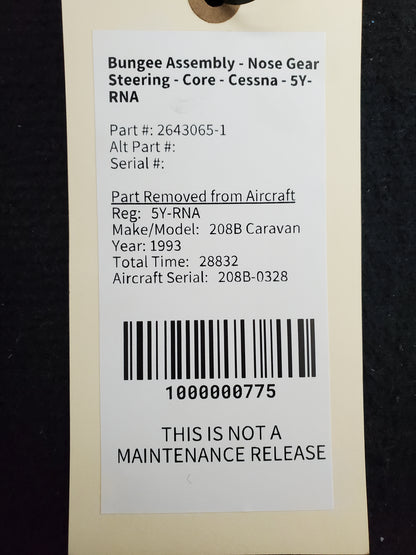 Bungee Assembly - Nose Gear
Steering - Core - Cessna - 5Y-
RNA
Part #: 2643065-1
Alt Part #:
Serial #:
Part Removed from Aircraft
Reg: 5Y-RNA
Make/Model: 208B Caravan
Year: 1993
Total Time: 28832
Aircraft Serial: 208B-0328
1000000775
THIS IS NOT A
MAINTENANCE RELEASE